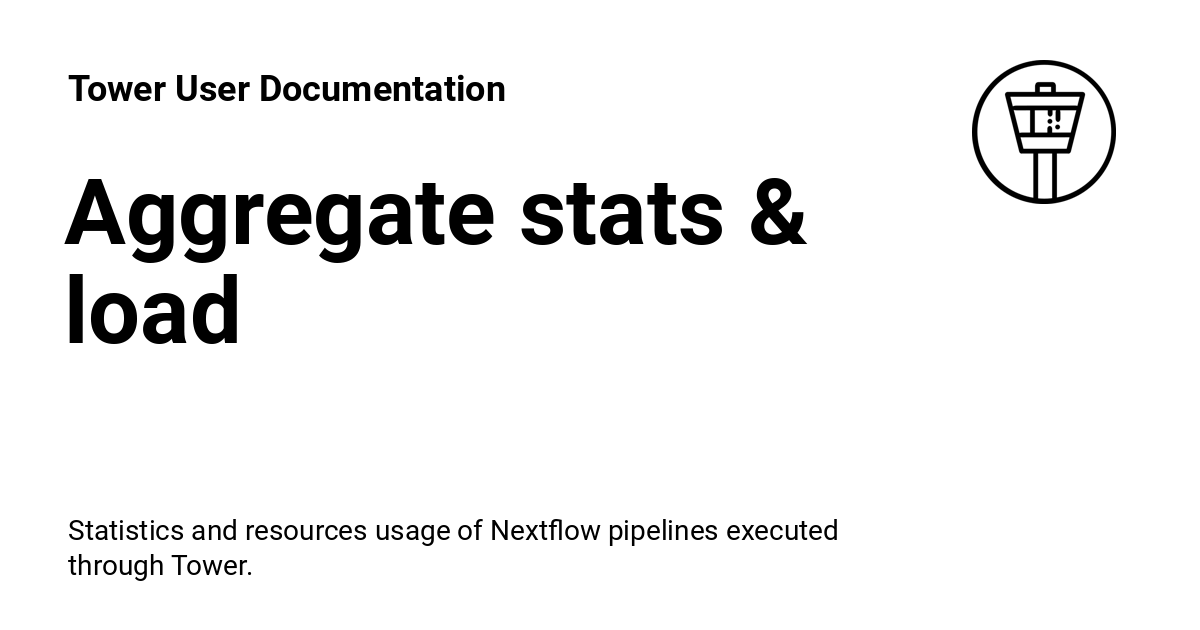 Tower User Documentation
Aggregate stats &
load
Statistics and resources usage of Nextflow pipelines executed
through Tower.